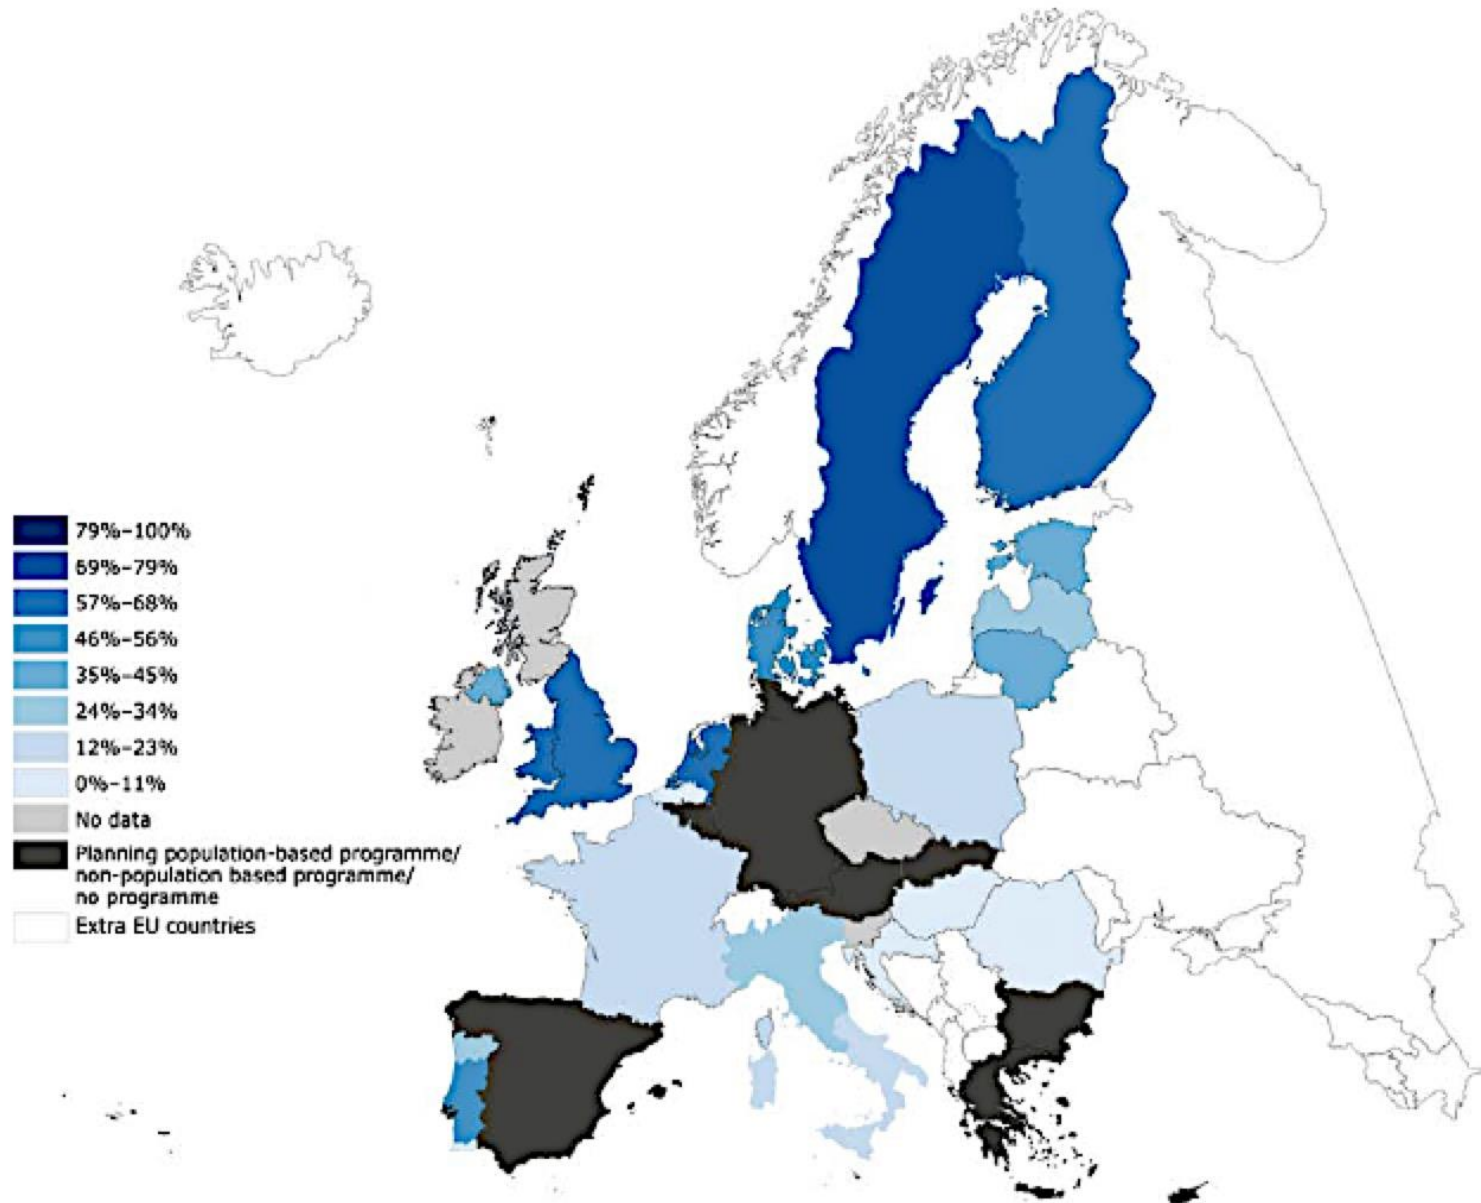 79%–100%
69%–79%
57%–68%
46%–56%
35%–45%
24%–34%
12%–23%
0%–11%
No data
Planning population-based programme/
non-population based programme/
no programme
Extra EU countries